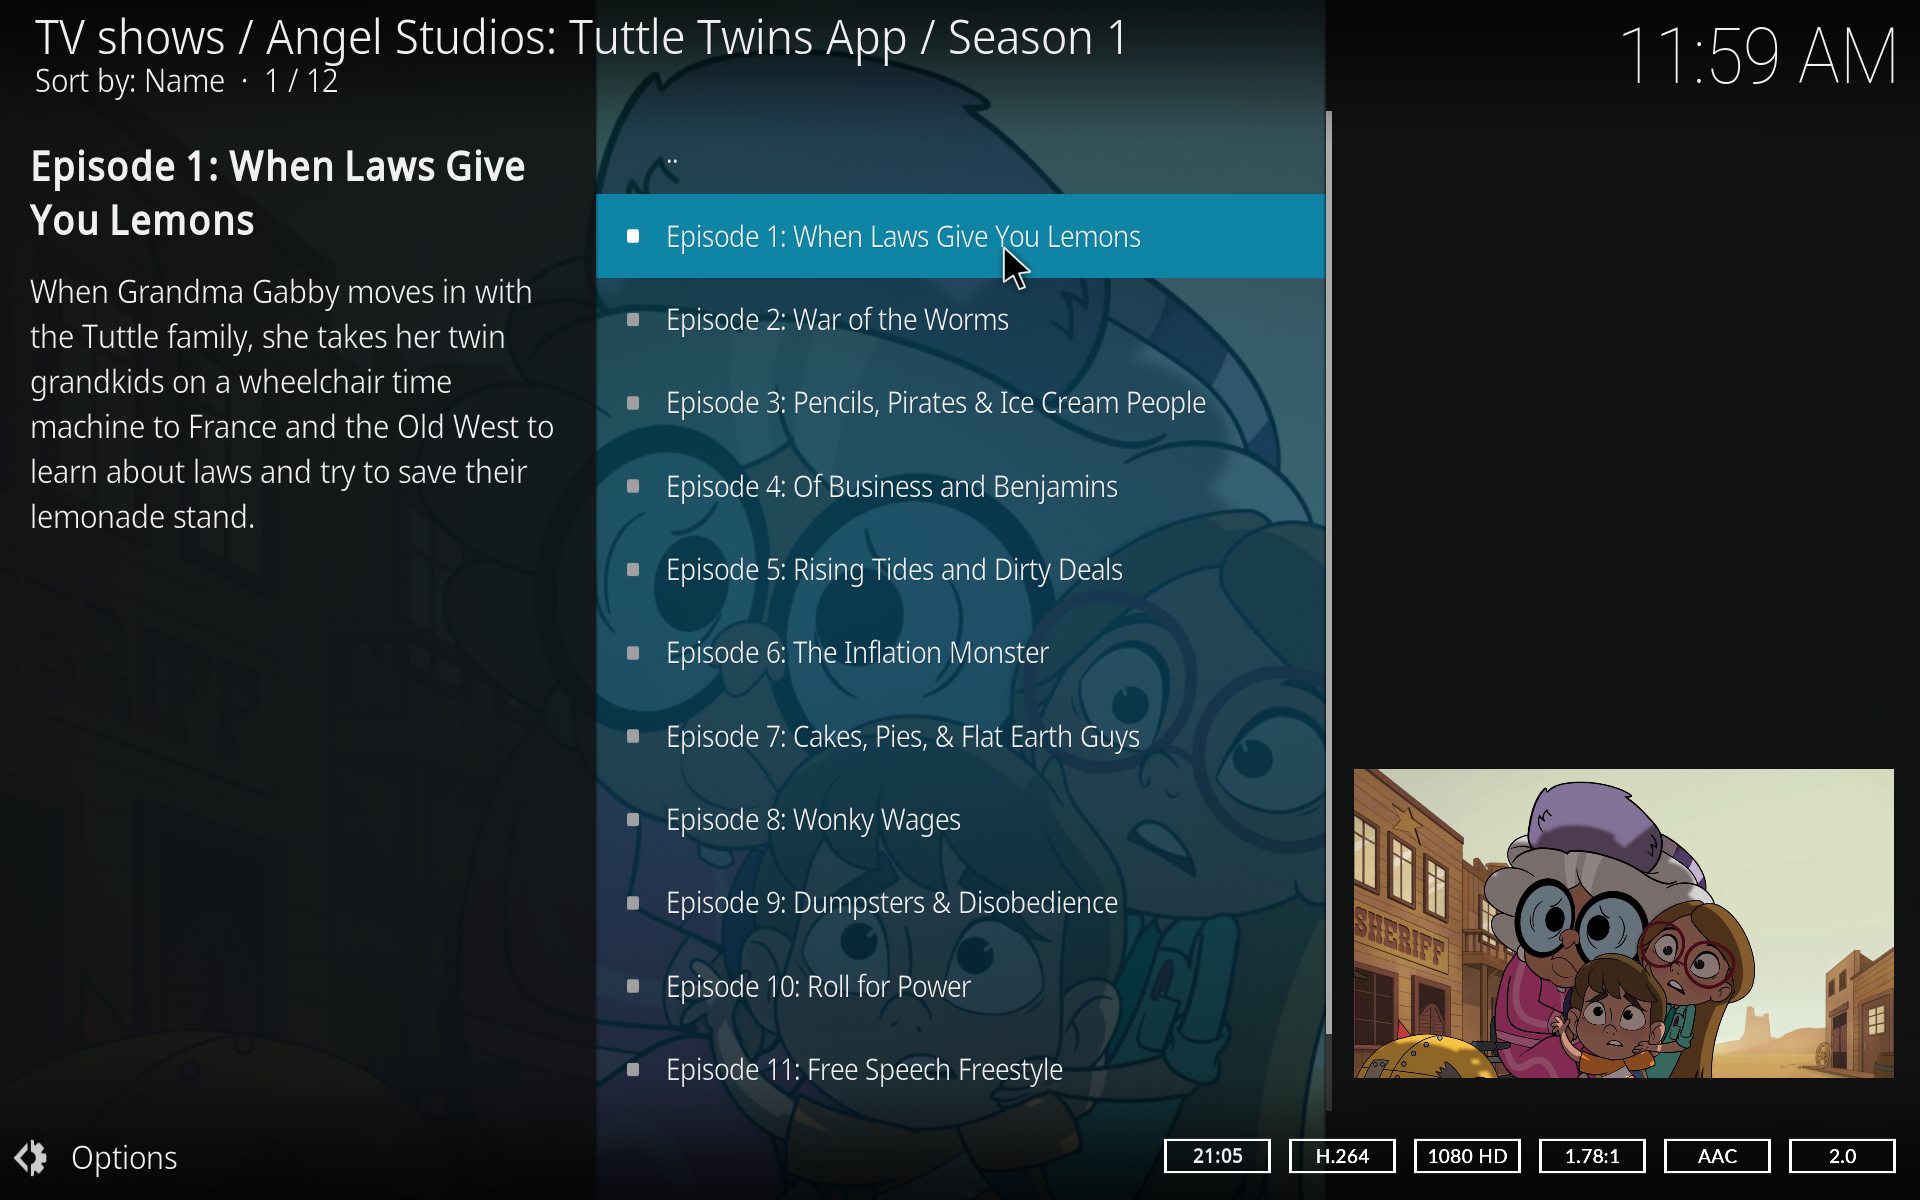 TV shows / Angel Studios: Tuttle Twins App / Season 1
Sort by: Name · 1 / 12
11:59 AM
Episode 1: When Laws Give
You Lemons
When Grandma Gabby moves in with
the Tuttle family, she takes her twin
grandkids on a wheelchair time
machine to France and the Old West to
learn about laws and try to save their
lemonade stand.
..
Episode 1: When Laws Give You Lemons
Episode 2: War of the Worms
Episode 3: Pencils, Pirates & Ice Cream People
Episode 4: Of Business and Benjamins
Episode 5: Rising Tides and Dirty Deals
Episode 6: The Inflation Monster
Episode 7: Cakes, Pies, & Flat Earth Guys
Episode 8: Wonky Wages
Episode 9: Dumpsters & Disobedience
Episode 10: Roll for Power
Episode 11: Free Speech Freestyle
SHERIFF
Options
21:05
H.264
1080 HD
1.78:1
AAC
2.0